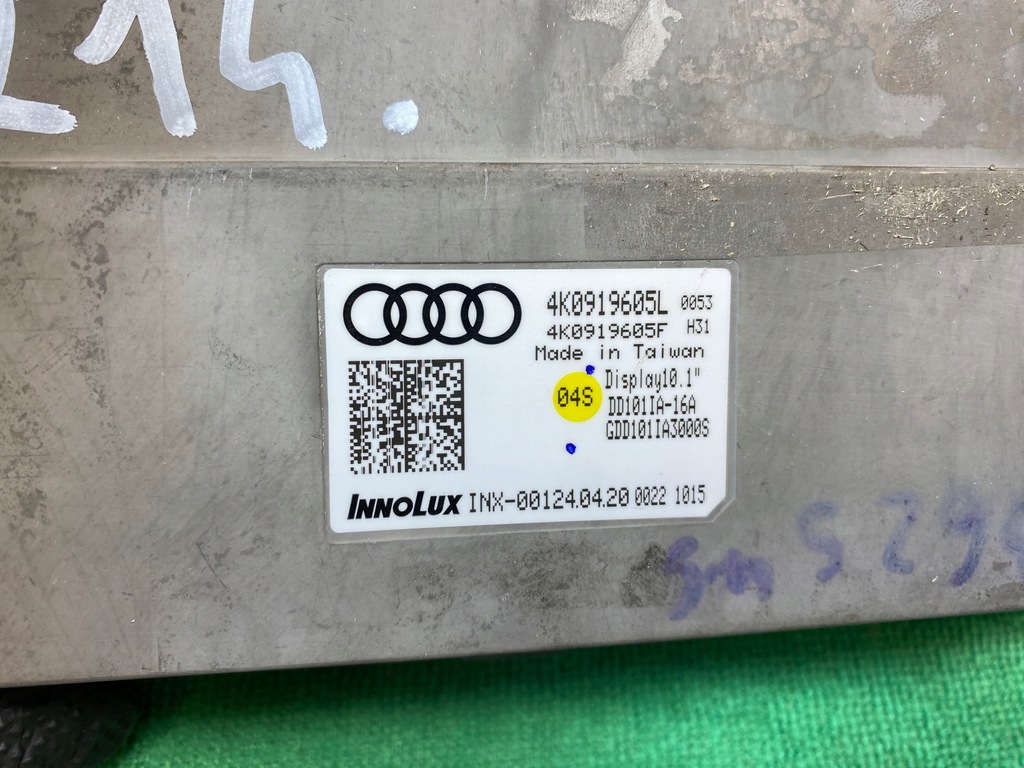 214.
4K0919605L 0053
4K0919605F H31
Made in Taiwan
Display10.1"
04S
DD101IA-16A
GDD101IA3000S
INNOLUX INX-00124.04.20 0022 1015